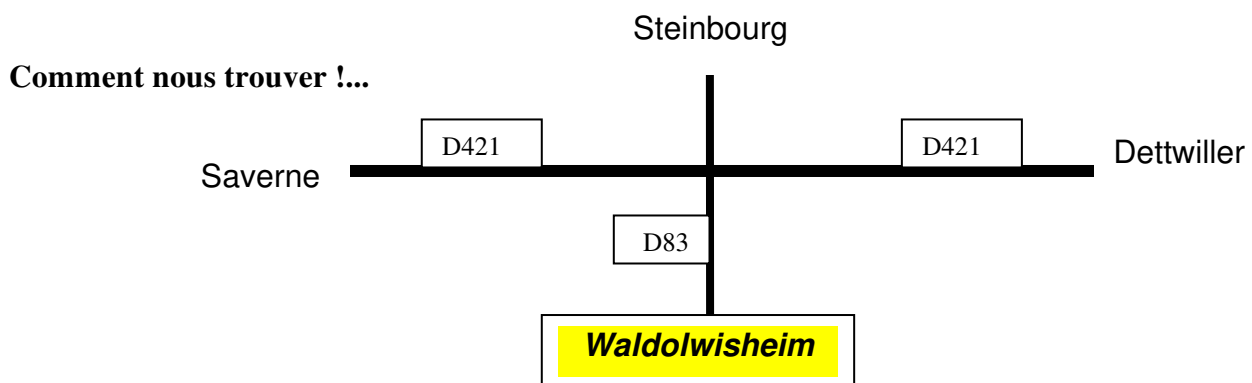 Steinbourg
Comment nous trouver !...
D421
D421
Dettwiller
Saverne
D83
Waldolwisheim